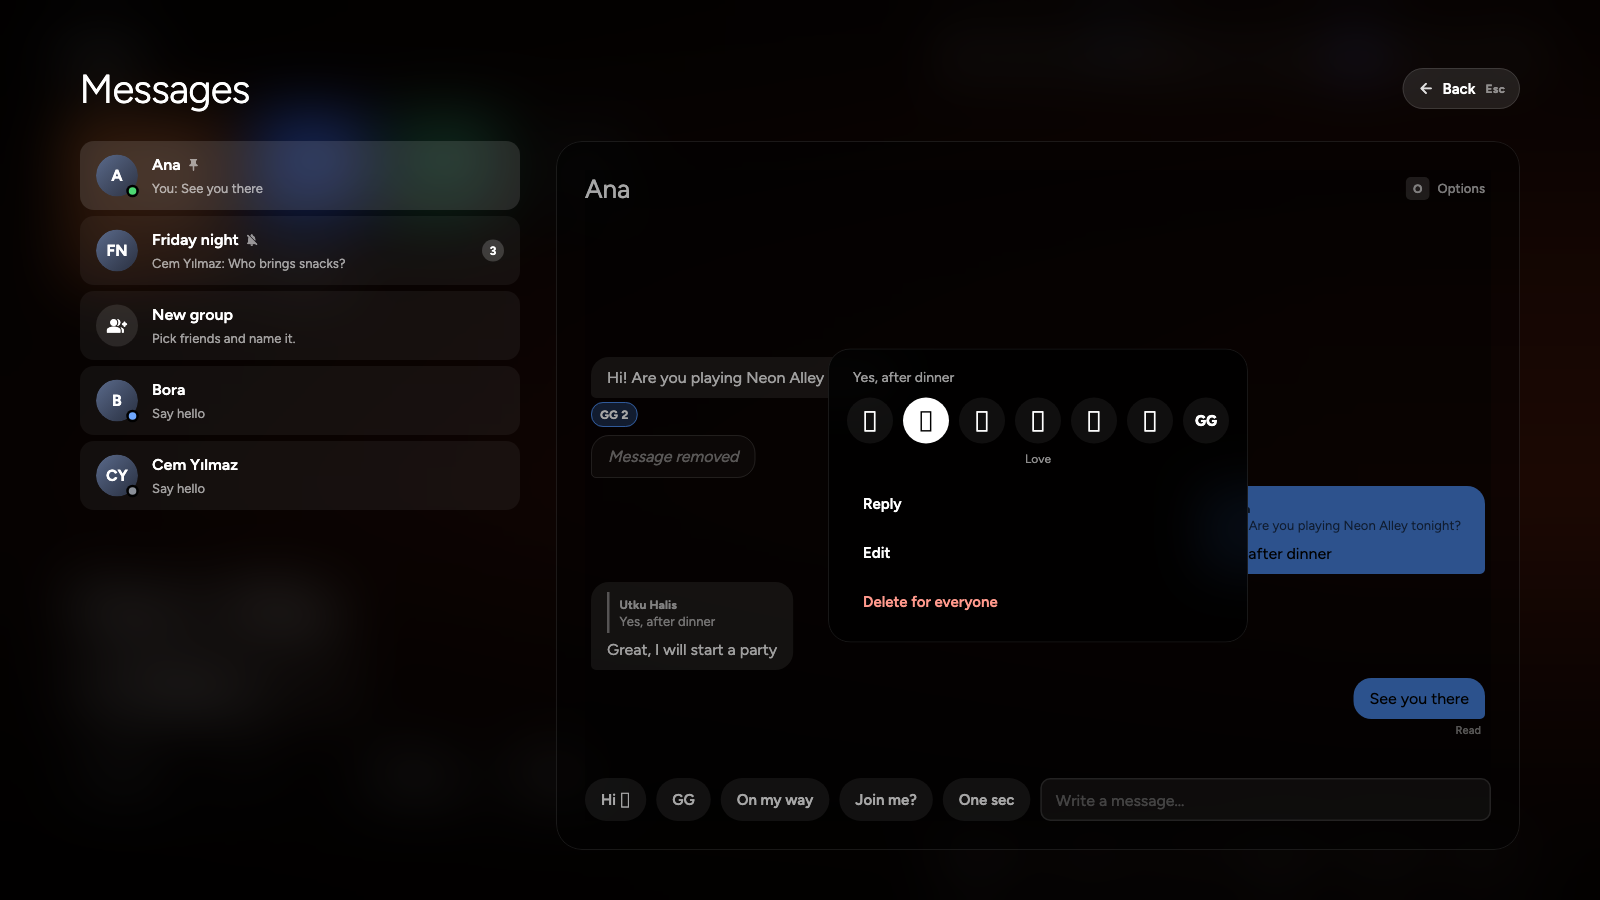 Messages
Back Esc
Ana
You: See you there
Friday night
Cem Yılmaz: Who brings snacks?
3
New group
Pick friends and name it.
Bora
Say hello
Cem Yılmaz
Say hello
A
FN
B
CY
Ana
O Options
Hi! Are you playing Neon Alley
GG 2
Message removed
Yes, after dinner
GG
Love
Reply
Edit
Delete for everyone
Are you playing Neon Alley tonight?
after dinner
Utku Halis
Yes, after dinner
Great, I will start a party
See you there
Read
Hi
GG
On my way
Join me?
One sec
Write a message...